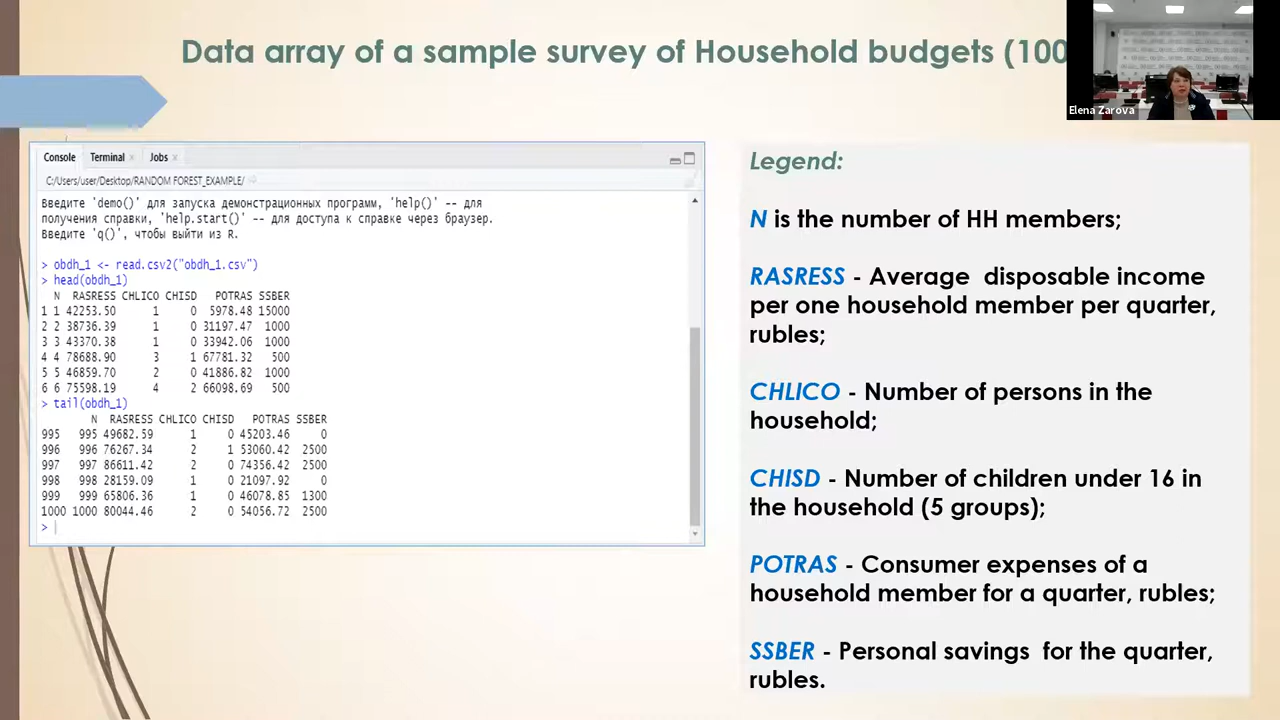 Data array of a sample survey of Household budgets (100
Elena Zarova
Console Terminal Jobs
C:/Users/user/Desktop/RANDOM FOREST_EXAMPLE/
Введите 'demo()' для запуска демонстрационных программ, 'help()' -- для
получения справки, 'help.start()' -- для доступа к справке через браузер.
Введите 'q()', чтобы выйти из R.
> obdh_1 <- read.csv2("obdh_1.csv")
> head(obdh_1)
N RASRESS CHLICO CHISD POTRAS SSBER
1 1 42253.50 1 0 5978.48 15000
2 2 38736.39 1 0 31197.47 1000
3 3 43370.38 1 0 33942.06 1000
4 4 78688.90 3 1 67781.32 500
5 5 46859.70 2 0 41886.82 1000
6 6 75598.19 4 2 66098.69 500
> tail(obdh_1)
N RASRESS CHLICO CHISD POTRAS SSBER
995 995 49682.59 1 0 45203.46 0
996 996 76267.34 2 1 53060.42 2500
997 997 86611.42 2 0 74356.42 2500
998 998 28159.09 1 0 21097.92 0
999 999 65806.36 1 0 46078.85 1300
1000 1000 80044.46 2 0 54056.72 2500
>
Legend:
N is the number of HH members;
RASRESS - Average disposable income
per one household member per quarter,
rubles;
CHLICO - Number of persons in the
household;
CHISD - Number of children under 16 in
the household (5 groups);
POTRAS - Consumer expenses of a
household member for a quarter, rubles;
SSBER - Personal savings for the quarter,
rubles.